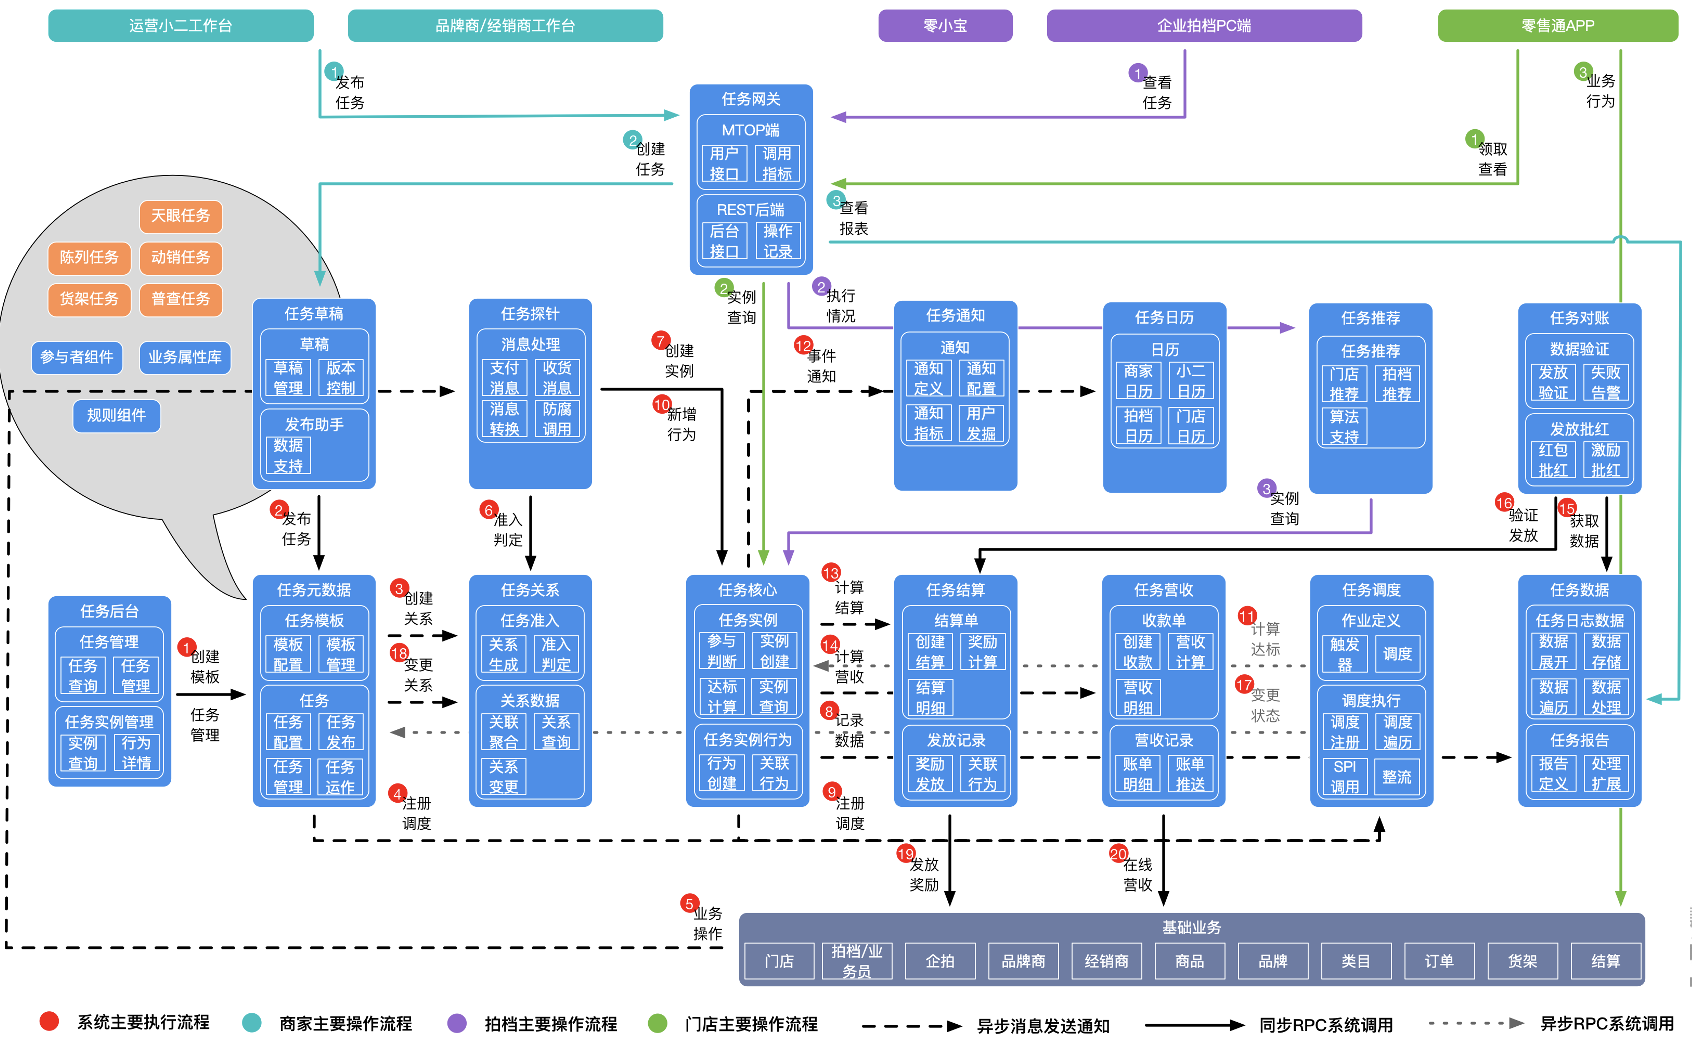 运营小二工作台
品牌商/经销商工作台
零小宝
企业拍档PC端
零售通APP
1
发布
任务
1
查看
任务
3
业务
行为
任务网关
MTOP端
用户
接口
调用
指标
REST后端
后台
接口
操作
记录
2
创建
任务
1
领取
查看
3
查看
报表
天眼任务
陈列任务
动销任务
货架任务
普查任务
参与者组件
业务属性库
规则组件
2
实例
查询
2
执行
情况
任务草稿
草稿
草稿
管理
版本
控制
发布助手
数据
支持
任务探针
消息处理
支付
消息
收货
消息
消息
转换
防腐
调用
7
创建
实例
10
新增
行为
12
事件
通知
任务通知
通知
通知
定义
通知
配置
通知
指标
用户
发掘
任务日历
日历
商家
日历
小二
日历
拍档
日历
门店
日历
任务推荐
任务推荐
门店
推荐
拍档
推荐
算法
支持
任务对账
数据验证
发放
验证
失败
告警
发放批红
红包
批红
激励
批红
2
发布
任务
6
准入
判定
3
实例
查询
16
验证
发放
15
获取
数据
任务后台
任务管理
任务
查询
任务
管理
任务实例管理
实例
查询
行为
详情
1
创建
模板
任务
管理
任务元数据
任务模板
模板
配置
模板
管理
任务
任务
配置
任务
发布
任务
管理
任务
运作
3
创建
关系
18
变更
关系
任务关系
任务准入
关系
生成
准入
判定
关系数据
关联
聚合
关系
查询
关系
变更
任务核心
任务实例
参与
判断
实例
创建
达标
计算
实例
查询
任务实例行为
行为
创建
关联
行为
13
计算
结算
14
计算
营收
8
记录
数据
任务结算
结算单
创建
结算
奖励
计算
结算
明细
发放记录
奖励
发放
关联
行为
任务营收
收款单
创建
收款
营收
计算
营收
明细
营收记录
账单
明细
账单
推送
11
计算
达标
17
变更
状态
任务调度
作业定义
触发
器
调度
调度执行
调度
注册
调度
遍历
SPI
调用
整流
任务数据
任务日志数据
数据
展开
数据
存储
数据
遍历
数据
处理
任务报告
报告
定义
处理
扩展
4
注册
调度
9
注册
调度
19
发放
奖励
20
在线
营收
5
业务
操作
基础业务
门店
拍档/业
务员
企拍
品牌商
经销商
商品
品牌
类目
订单
货架
结算
系统主要执行流程
商家主要操作流程
拍档主要操作流程
门店主要操作流程
异步消息发送通知
同步RPC系统调用
异步RPC系统调用